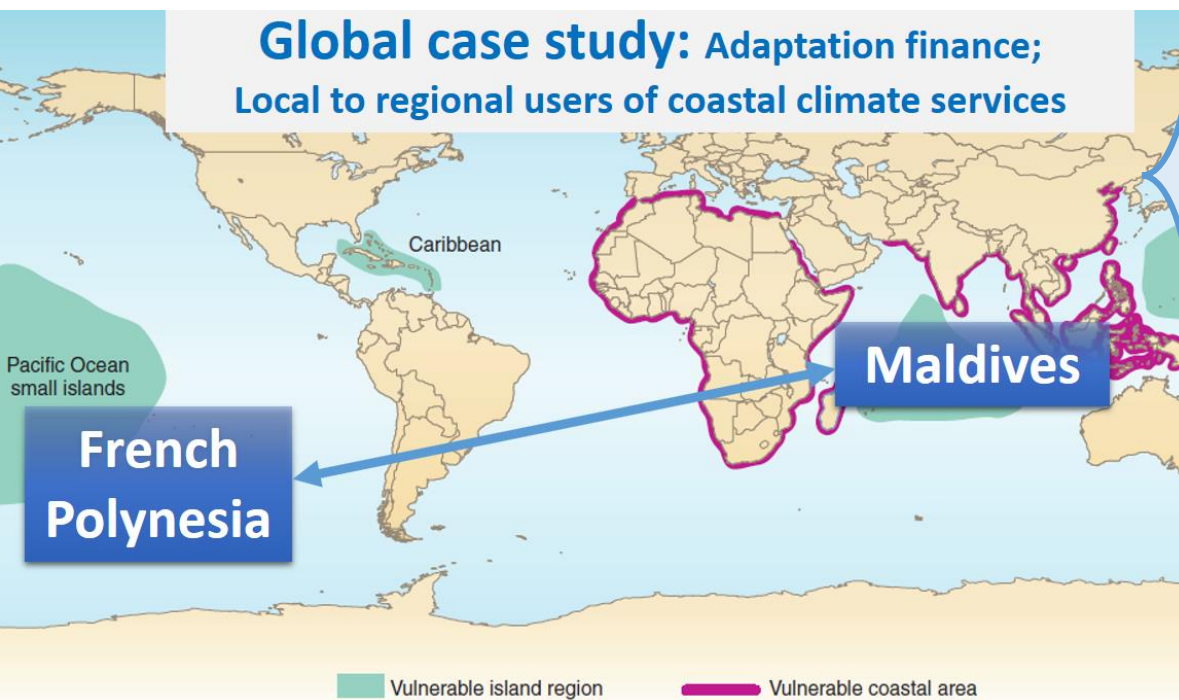 Global case study: Adaptation finance;
Local to regional users of coastal climate services
Caribbean
Pacific Ocean
small islands
Maldives
French
Polynesia
Vulnerable island region
Vulnerable coastal area